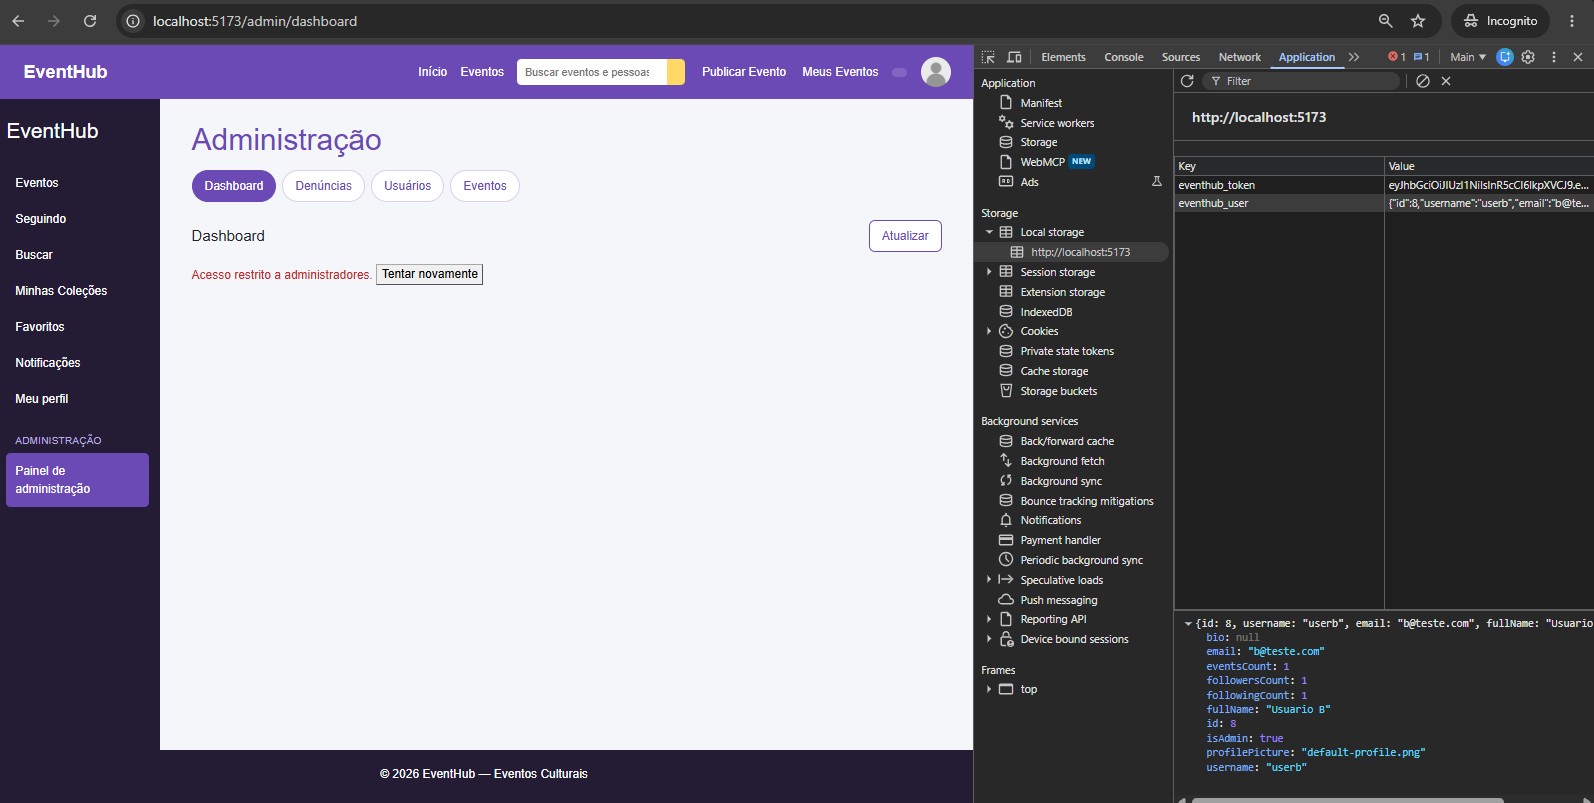 localhost:5173/admin/dashboard
Incognito
EventHub
Início
Eventos
Buscar eventos e pessoas
Publicar Evento
Meus Eventos
EventHub
Eventos
Seguindo
Buscar
Minhas Coleções
Favoritos
Notificações
Meu perfil
ADMINISTRAÇÃO
Painel de
administração
Administração
Dashboard
Denúncias
Usuários
Eventos
Dashboard
Atualizar
Acesso restrito a administradores.
Tentar novamente
© 2026 EventHub — Eventos Culturais
Elements
Console
Sources
Network
Application
1
1
Main
Application
Manifest
Service workers
Storage
WebMCP NEW
Ads
Storage
Local storage
http://localhost:5173
Session storage
Extension storage
IndexedDB
Cookies
Private state tokens
Cache storage
Storage buckets
Background services
Back/forward cache
Background fetch
Background sync
Bounce tracking mitigations
Notifications
Payment handler
Periodic background sync
Speculative loads
Push messaging
Reporting API
Device bound sessions
Frames
top
Filter
http://localhost:5173
Key
Value
eventhub_token
eventhub_user
{"id":8,"username":"userb","email":"b@te...
{id: 8, username: "userb", email: "b@teste.com", fullName: "Usuario
bio: null
email: "b@teste.com"
eventsCount: 1
followersCount: 1
followingCount: 1
fullName: "Usuario B"
id: 8
isAdmin: true
profilePicture: "default-profile.png"
username: "userb"